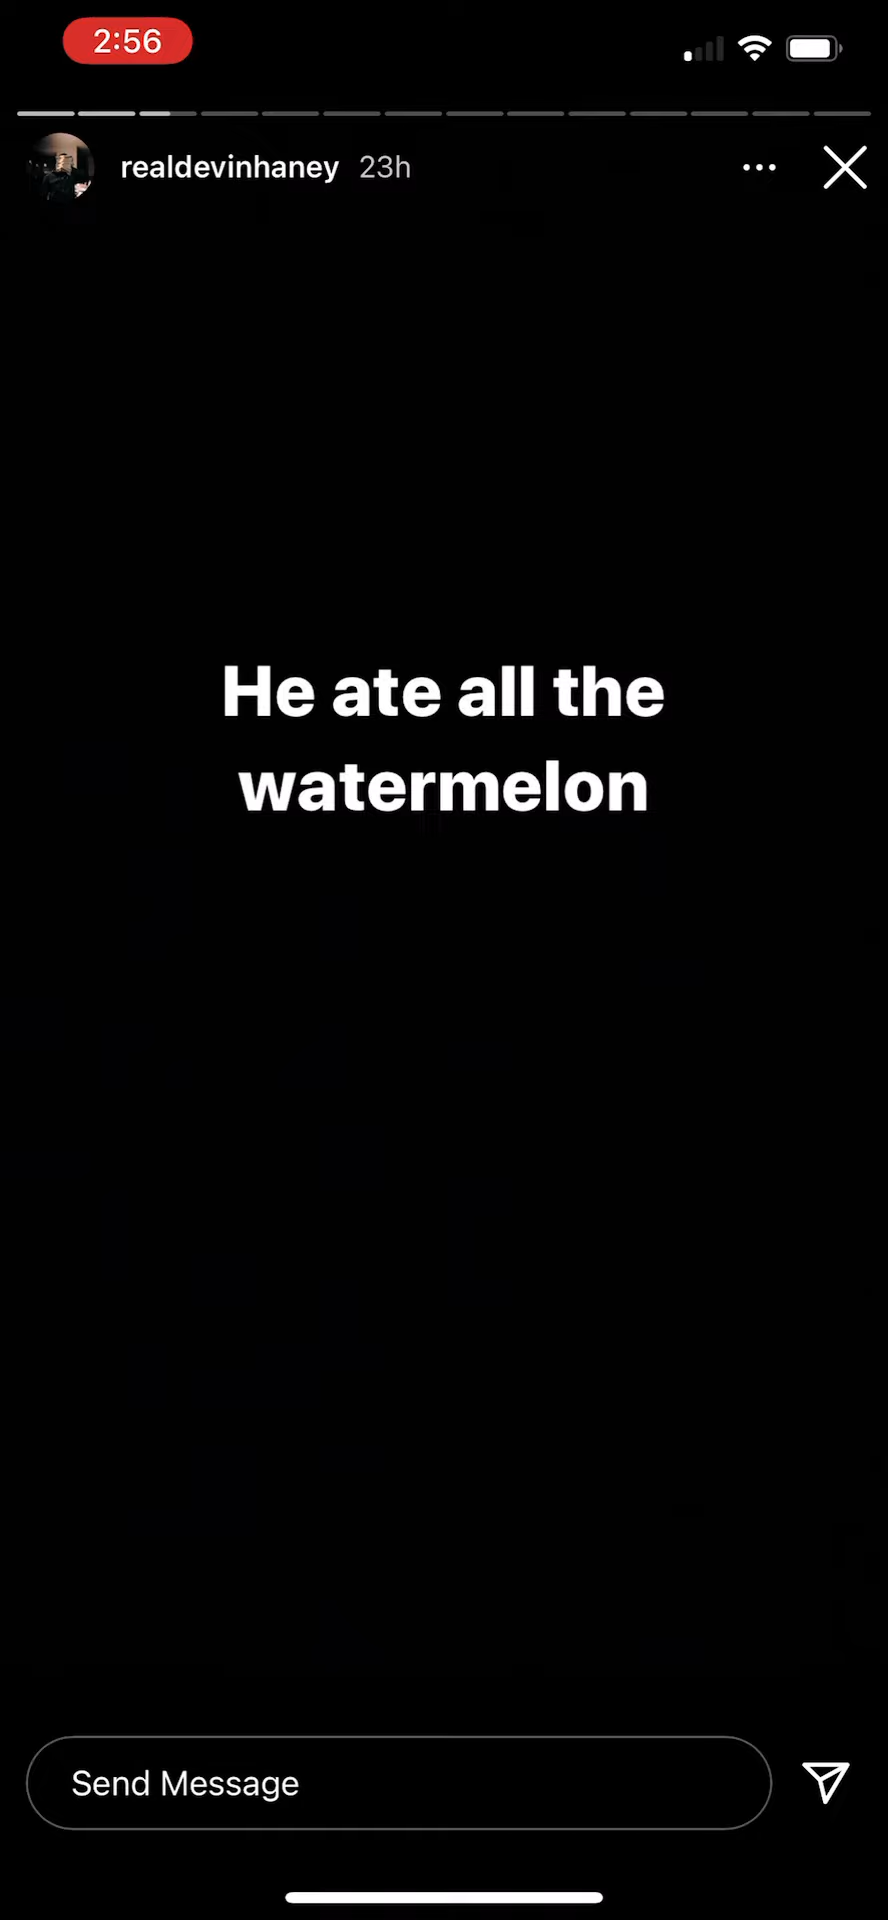 2:56
realdevinhaney 23h
He ate all the
watermelon
Send Message